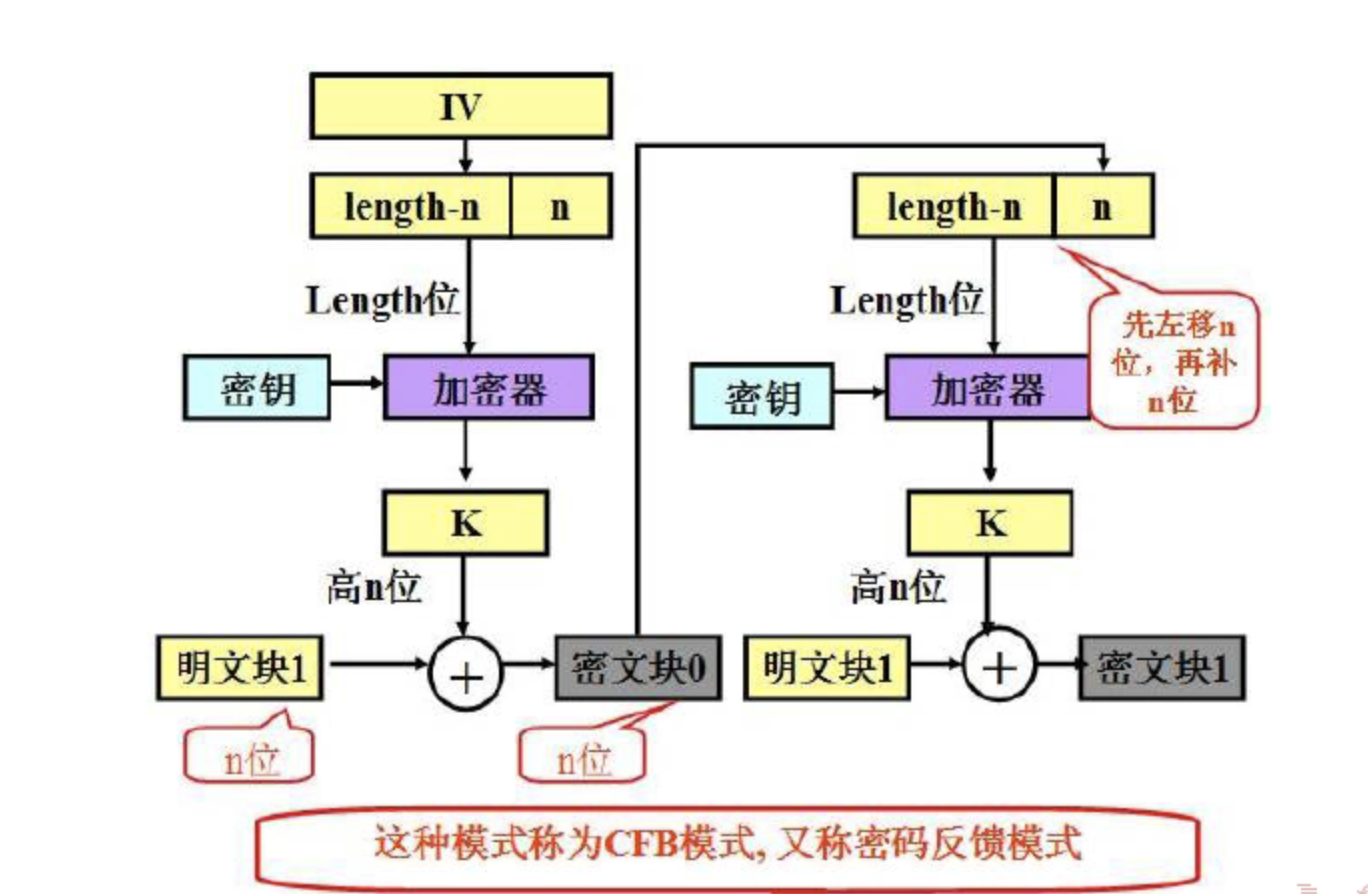 IV
length-n n
Length位
密钥
加密器
K
高n位
明文块1
密文块0
n位
n位
length-n n
Length位
先左移n
位，再补
n位
密钥
加密器
K
高n位
明文块1
密文块1
这种模式称为CFB模式, 又称密码反馈模式